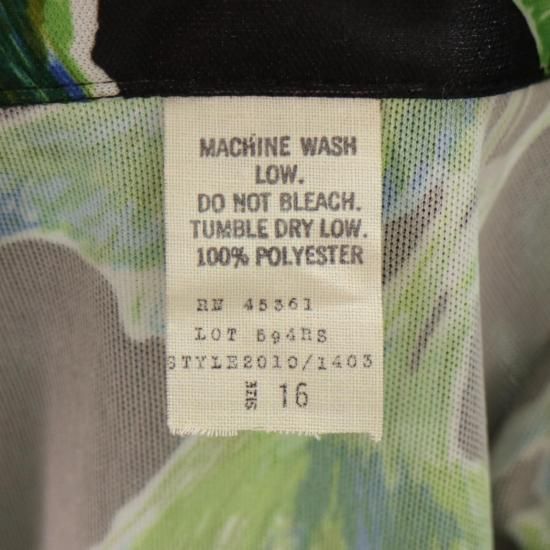 MACHINE WASH
LOW.
DO NOT BLEACH.
TUMBLE DRY LOW.
100% POLYESTER
RN 45361
LOT 594RS
STYLE2010/1403
SIZE 16